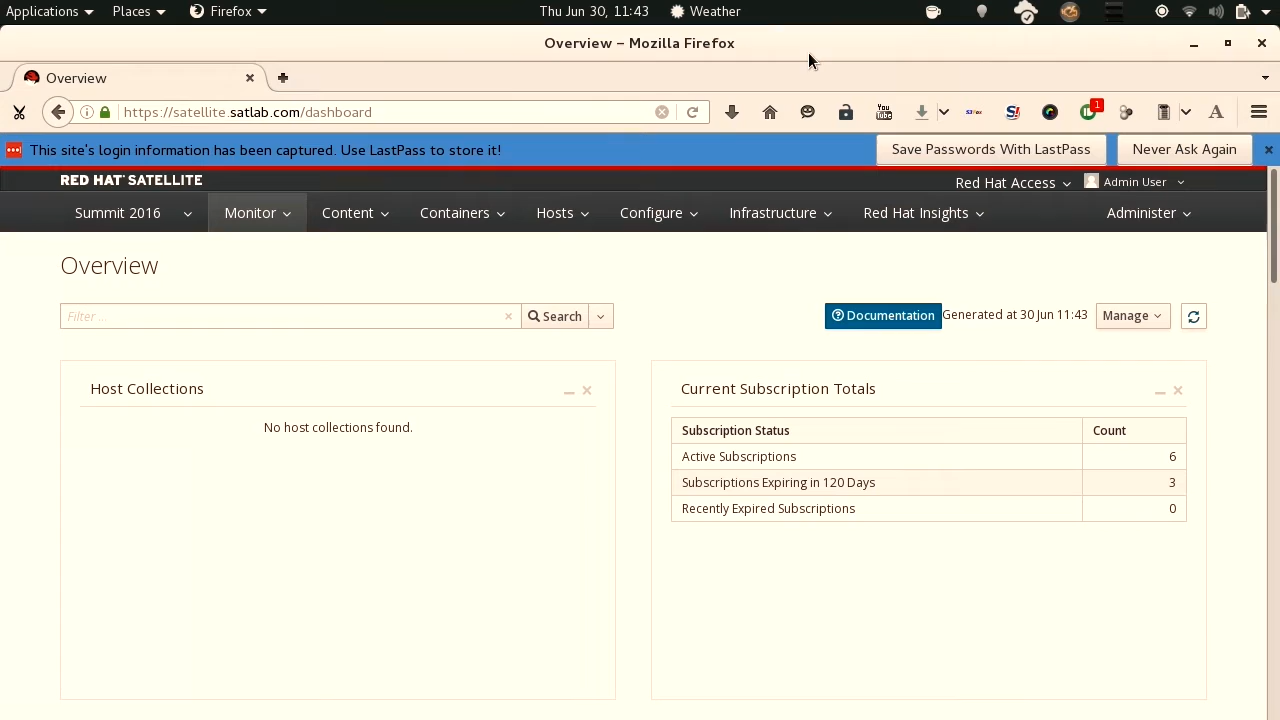 Applications Places Firefox Thu Jun 30, 11:43 Weather
Overview – Mozilla Firefox
Overview
https://satellite.satlab.com/dashboard You Tube 1
This site's login information has been captured. Use LastPass to store it! Save Passwords With LastPass Never Ask Again
RED HAT SATELLITE Red Hat Access Admin User
Summit 2016 Monitor Content Containers Hosts Configure Infrastructure Red Hat Insights Administer
Overview
Filter ... Search Documentation Generated at 30 Jun 11:43 Manage
Host Collections
No host collections found.
Current Subscription Totals
Subscription Status Count
Active Subscriptions 6
Subscriptions Expiring in 120 Days 3
Recently Expired Subscriptions 0